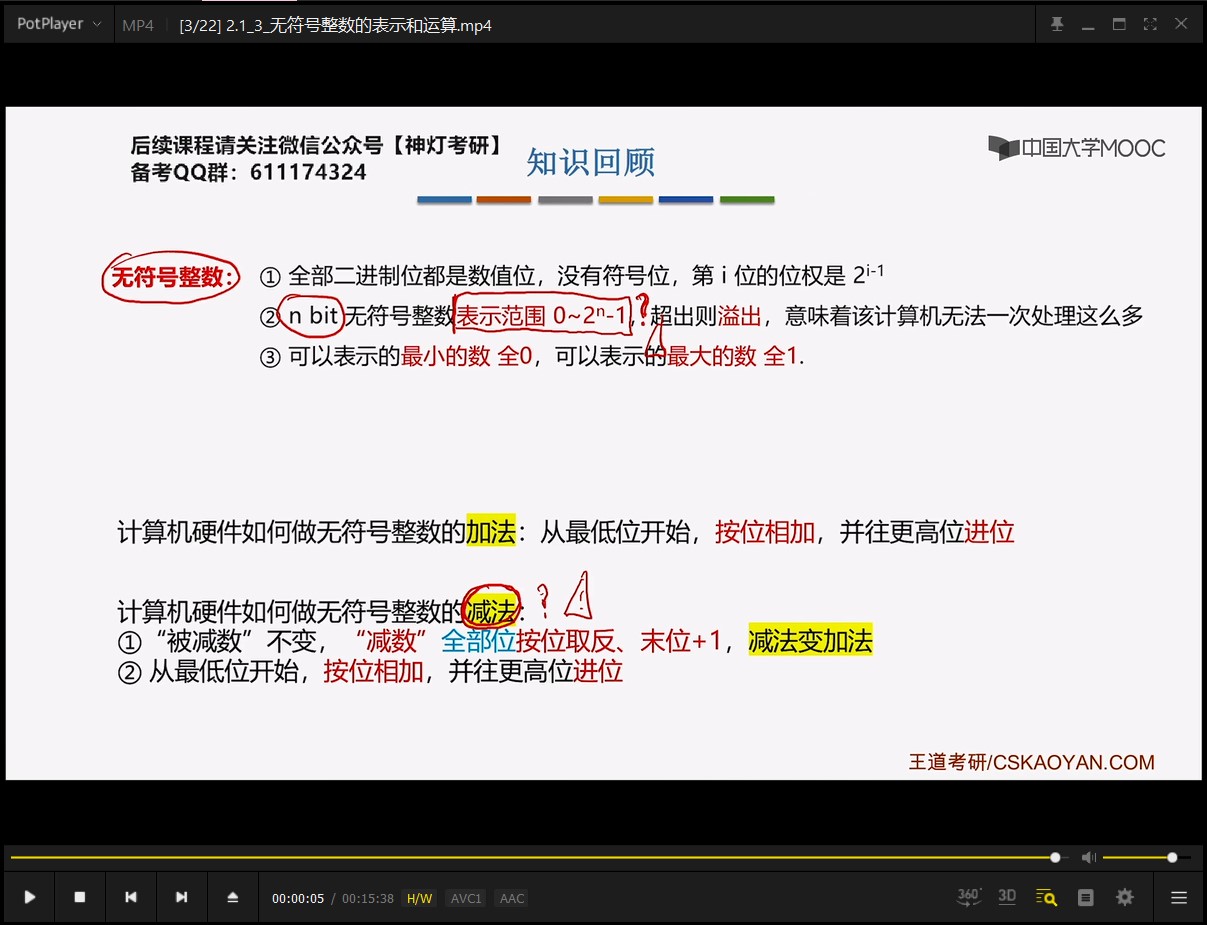 PotPlayer MP4 [3/22] 2.1_3_无符号整数的表示和运算.mp4
后续课程请关注微信公众号【神灯考研】
备考QQ群：611174324
知识回顾
中国大学MOOC
无符号整数：
① 全部二进制位都是数值位，没有符号位，第 i 位的位权是 2^{i-1}
② n bit 无符号整数表示范围 0~2ⁿ-1，超出则溢出，意味着该计算机无法一次处理这么多
?
③ 可以表示的最小的数 全0，可以表示的最大的数 全1.
计算机硬件如何做无符号整数的加法：从最低位开始，按位相加，并往更高位进位
计算机硬件如何做无符号整数的减法：
?
①“被减数”不变，“减数”全部位按位取反、末位+1，减法变加法
② 从最低位开始，按位相加，并往更高位进位
王道考研/CSKAOYAN.COM
00:00:05 / 00:15:38 H/W AVC1 AAC
360° 3D